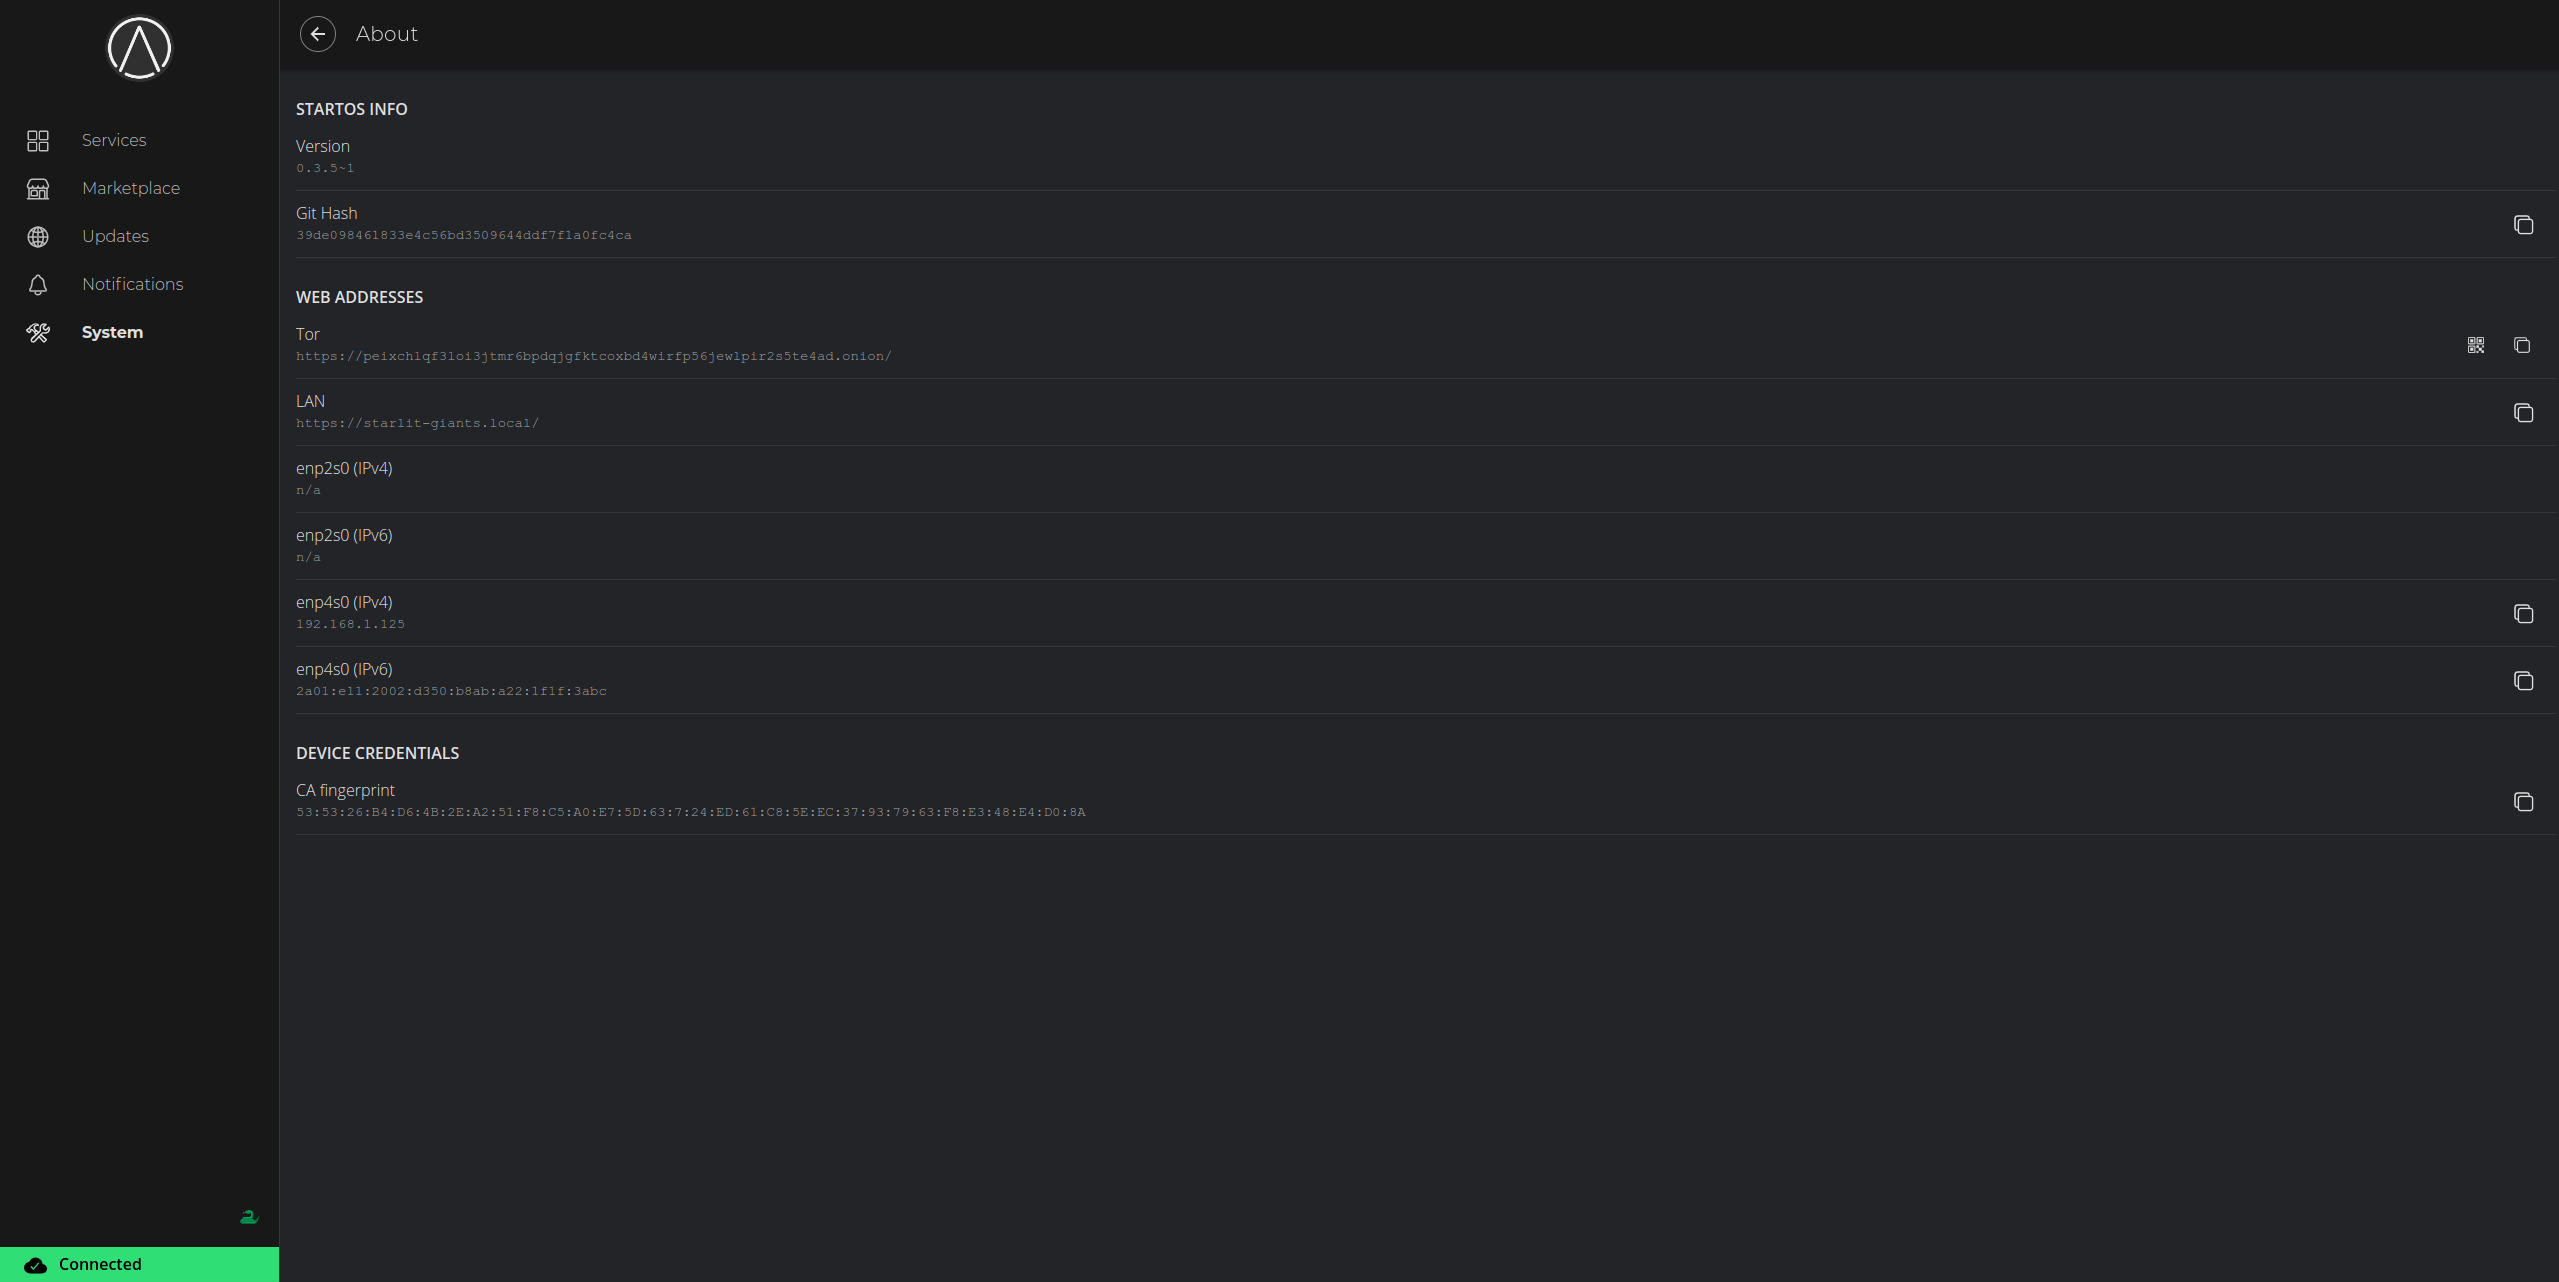 About
Services
Marketplace
Updates
Notifications
System
Connected
STARTOS INFO
Version
0.3.5~1
Git Hash
39de098461833e4c56bd3509644ddf7f1a0fc4ca
WEB ADDRESSES
Tor
https://peixch1qf3loi3jtmr6bpdqjgfktcoxbd4wirfp56jewlpir2s5te4ad.onion/
LAN
https://starlit-giants.local/
enp2s0 (IPv4)
n/a
enp2s0 (IPv6)
n/a
enp4s0 (IPv4)
192.168.1.125
enp4s0 (IPv6)
2a01:e11:2002:d350:b8ab:a22:1f1f:3abc
DEVICE CREDENTIALS
CA fingerprint
53:53:26:B4:D6:4B:2E:A2:51:F8:C5:A0:E7:5D:63:7:24:ED:61:C8:5E:EC:37:93:79:63:F8:E3:48:E4:D0:8A